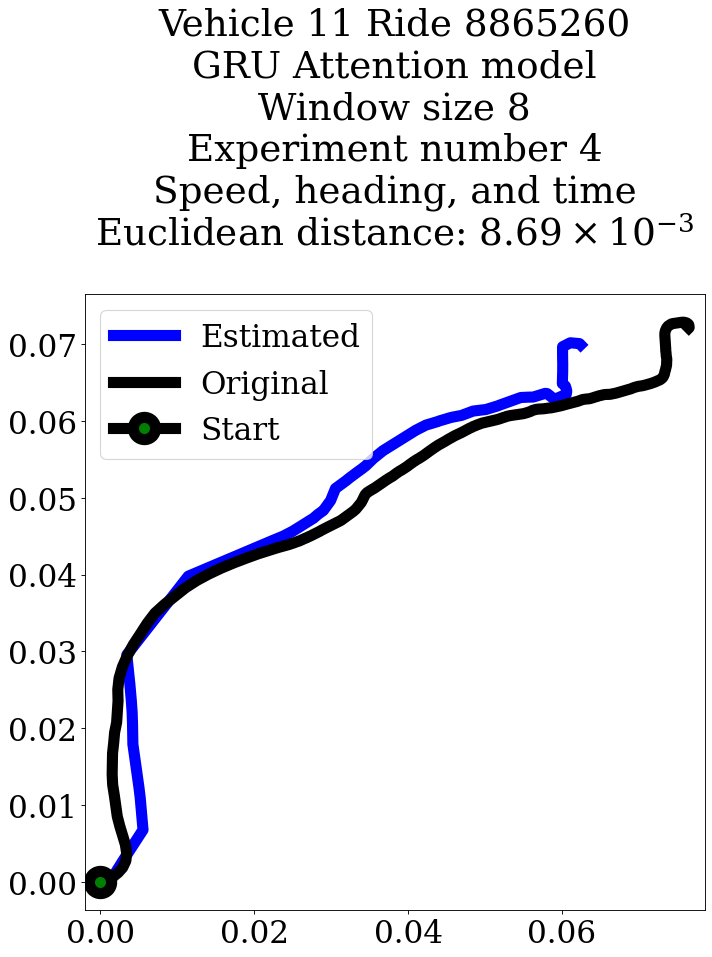 Vehicle 11 Ride 8865260
GRU Attention model
Window size 8
Experiment number 4
Speed, heading, and time
Euclidean distance: 8.69 × 10⁻³
Estimated
Original
Start
0.07
0.06
0.05
0.04
0.03
0.02
0.01
0.00
0.00 0.02 0.04 0.06